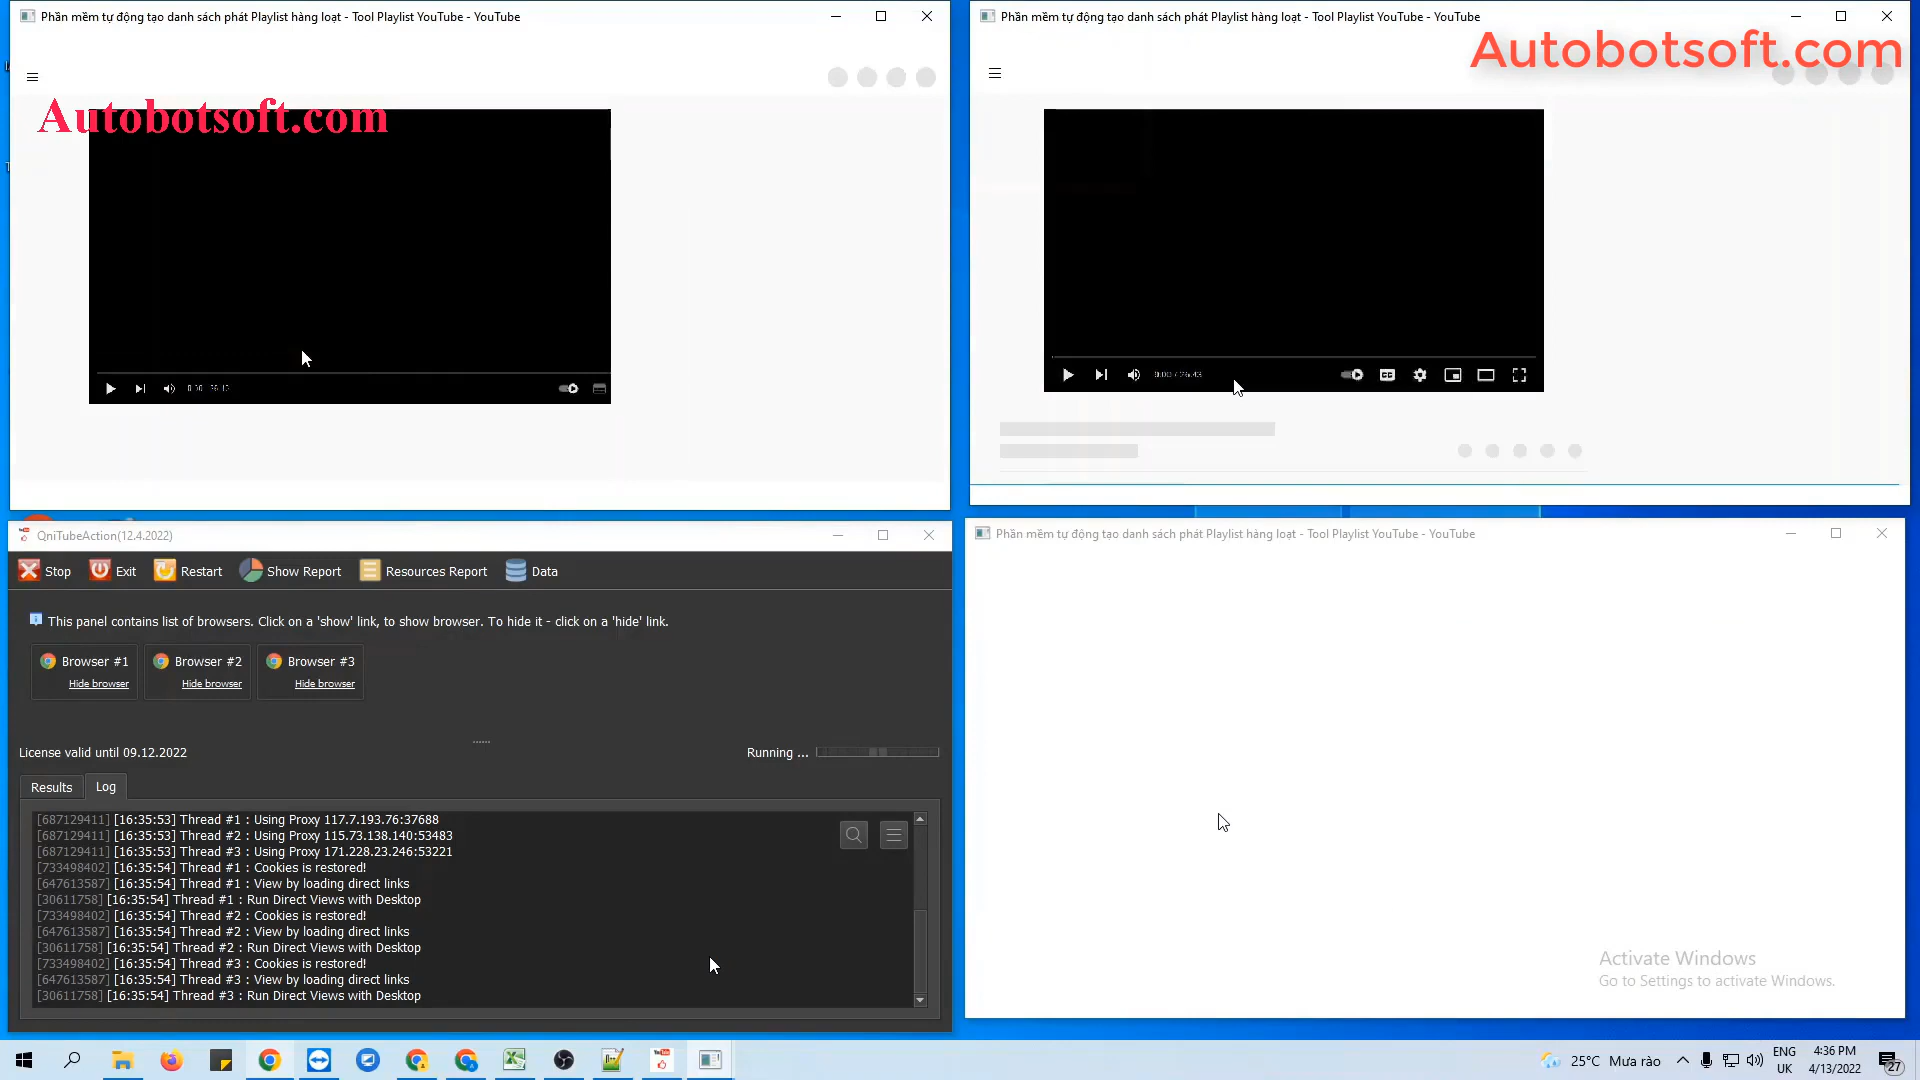 Phần mềm tự động tạo danh sách phát Playlist hàng loạt - Tool Playlist YouTube - YouTube
Autobotsoft.com
Phần mềm tự động tạo danh sách phát Playlist hàng loạt - Tool Playlist YouTube - YouTube
Autobotsoft.com
0:00 / 26:43
QniTubeAction(12.4.2022)
Stop
Exit
Restart
Show Report
Resources Report
Data
This panel contains list of browsers. Click on a 'show' link, to show browser. To hide it - click on a 'hide' link.
Browser #1
Hide browser
Browser #2
Hide browser
Browser #3
Hide browser
License valid until 09.12.2022
Running ...
Results
Log
[687129411] [16:35:53] Thread #1 : Using Proxy 117.7.193.76:37688
[687129411] [16:35:53] Thread #2 : Using Proxy 115.73.138.140:53483
[687129411] [16:35:53] Thread #3 : Using Proxy 171.228.23.246:53221
[733498402] [16:35:54] Thread #1 : Cookies is restored!
[647613587] [16:35:54] Thread #1 : View by loading direct links
[30611758] [16:35:54] Thread #1 : Run Direct Views with Desktop
[733498402] [16:35:54] Thread #2 : Cookies is restored!
[647613587] [16:35:54] Thread #2 : View by loading direct links
[30611758] [16:35:54] Thread #2 : Run Direct Views with Desktop
[733498402] [16:35:54] Thread #3 : Cookies is restored!
[647613587] [16:35:54] Thread #3 : View by loading direct links
[30611758] [16:35:54] Thread #3 : Run Direct Views with Desktop
Phần mềm tự động tạo danh sách phát Playlist hàng loạt - Tool Playlist YouTube - YouTube
Activate Windows
Go to Settings to activate Windows.
25°C Mưa rào
ENG
UK
4:36 PM
4/13/2022
27